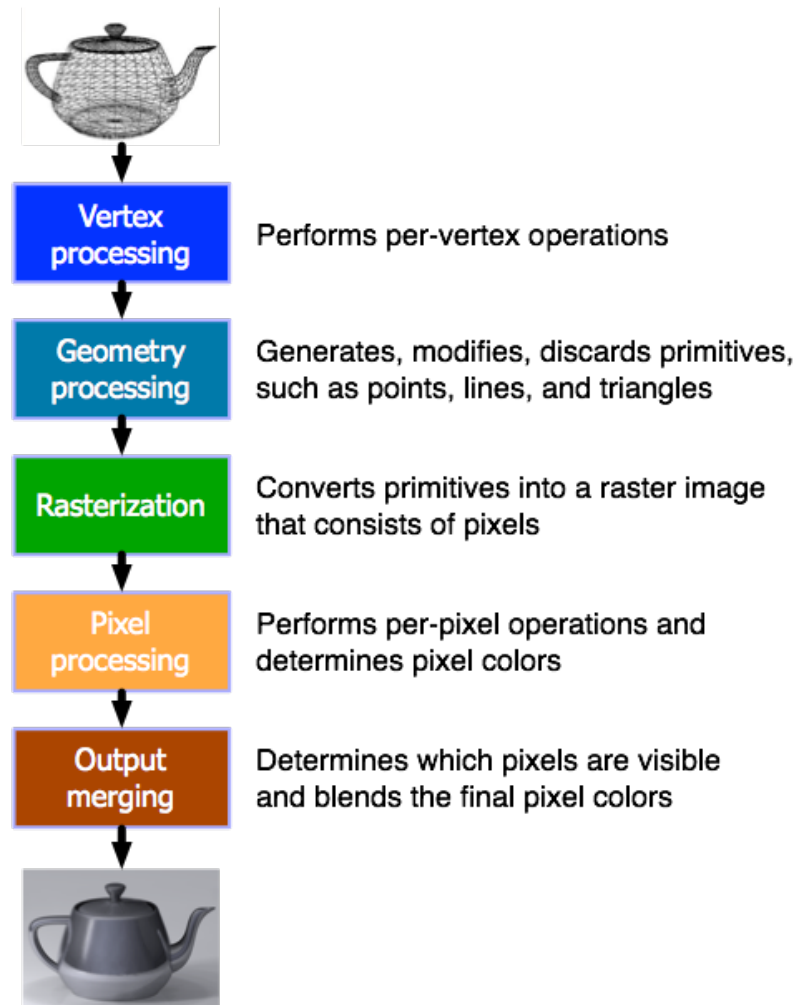 Vertex
processing
Performs per-vertex operations
Geometry
processing
Generates, modifies, discards primitives,
such as points, lines, and triangles
Rasterization
Converts primitives into a raster image
that consists of pixels
Pixel
processing
Performs per-pixel operations and
determines pixel colors
Output
merging
Determines which pixels are visible
and blends the final pixel colors